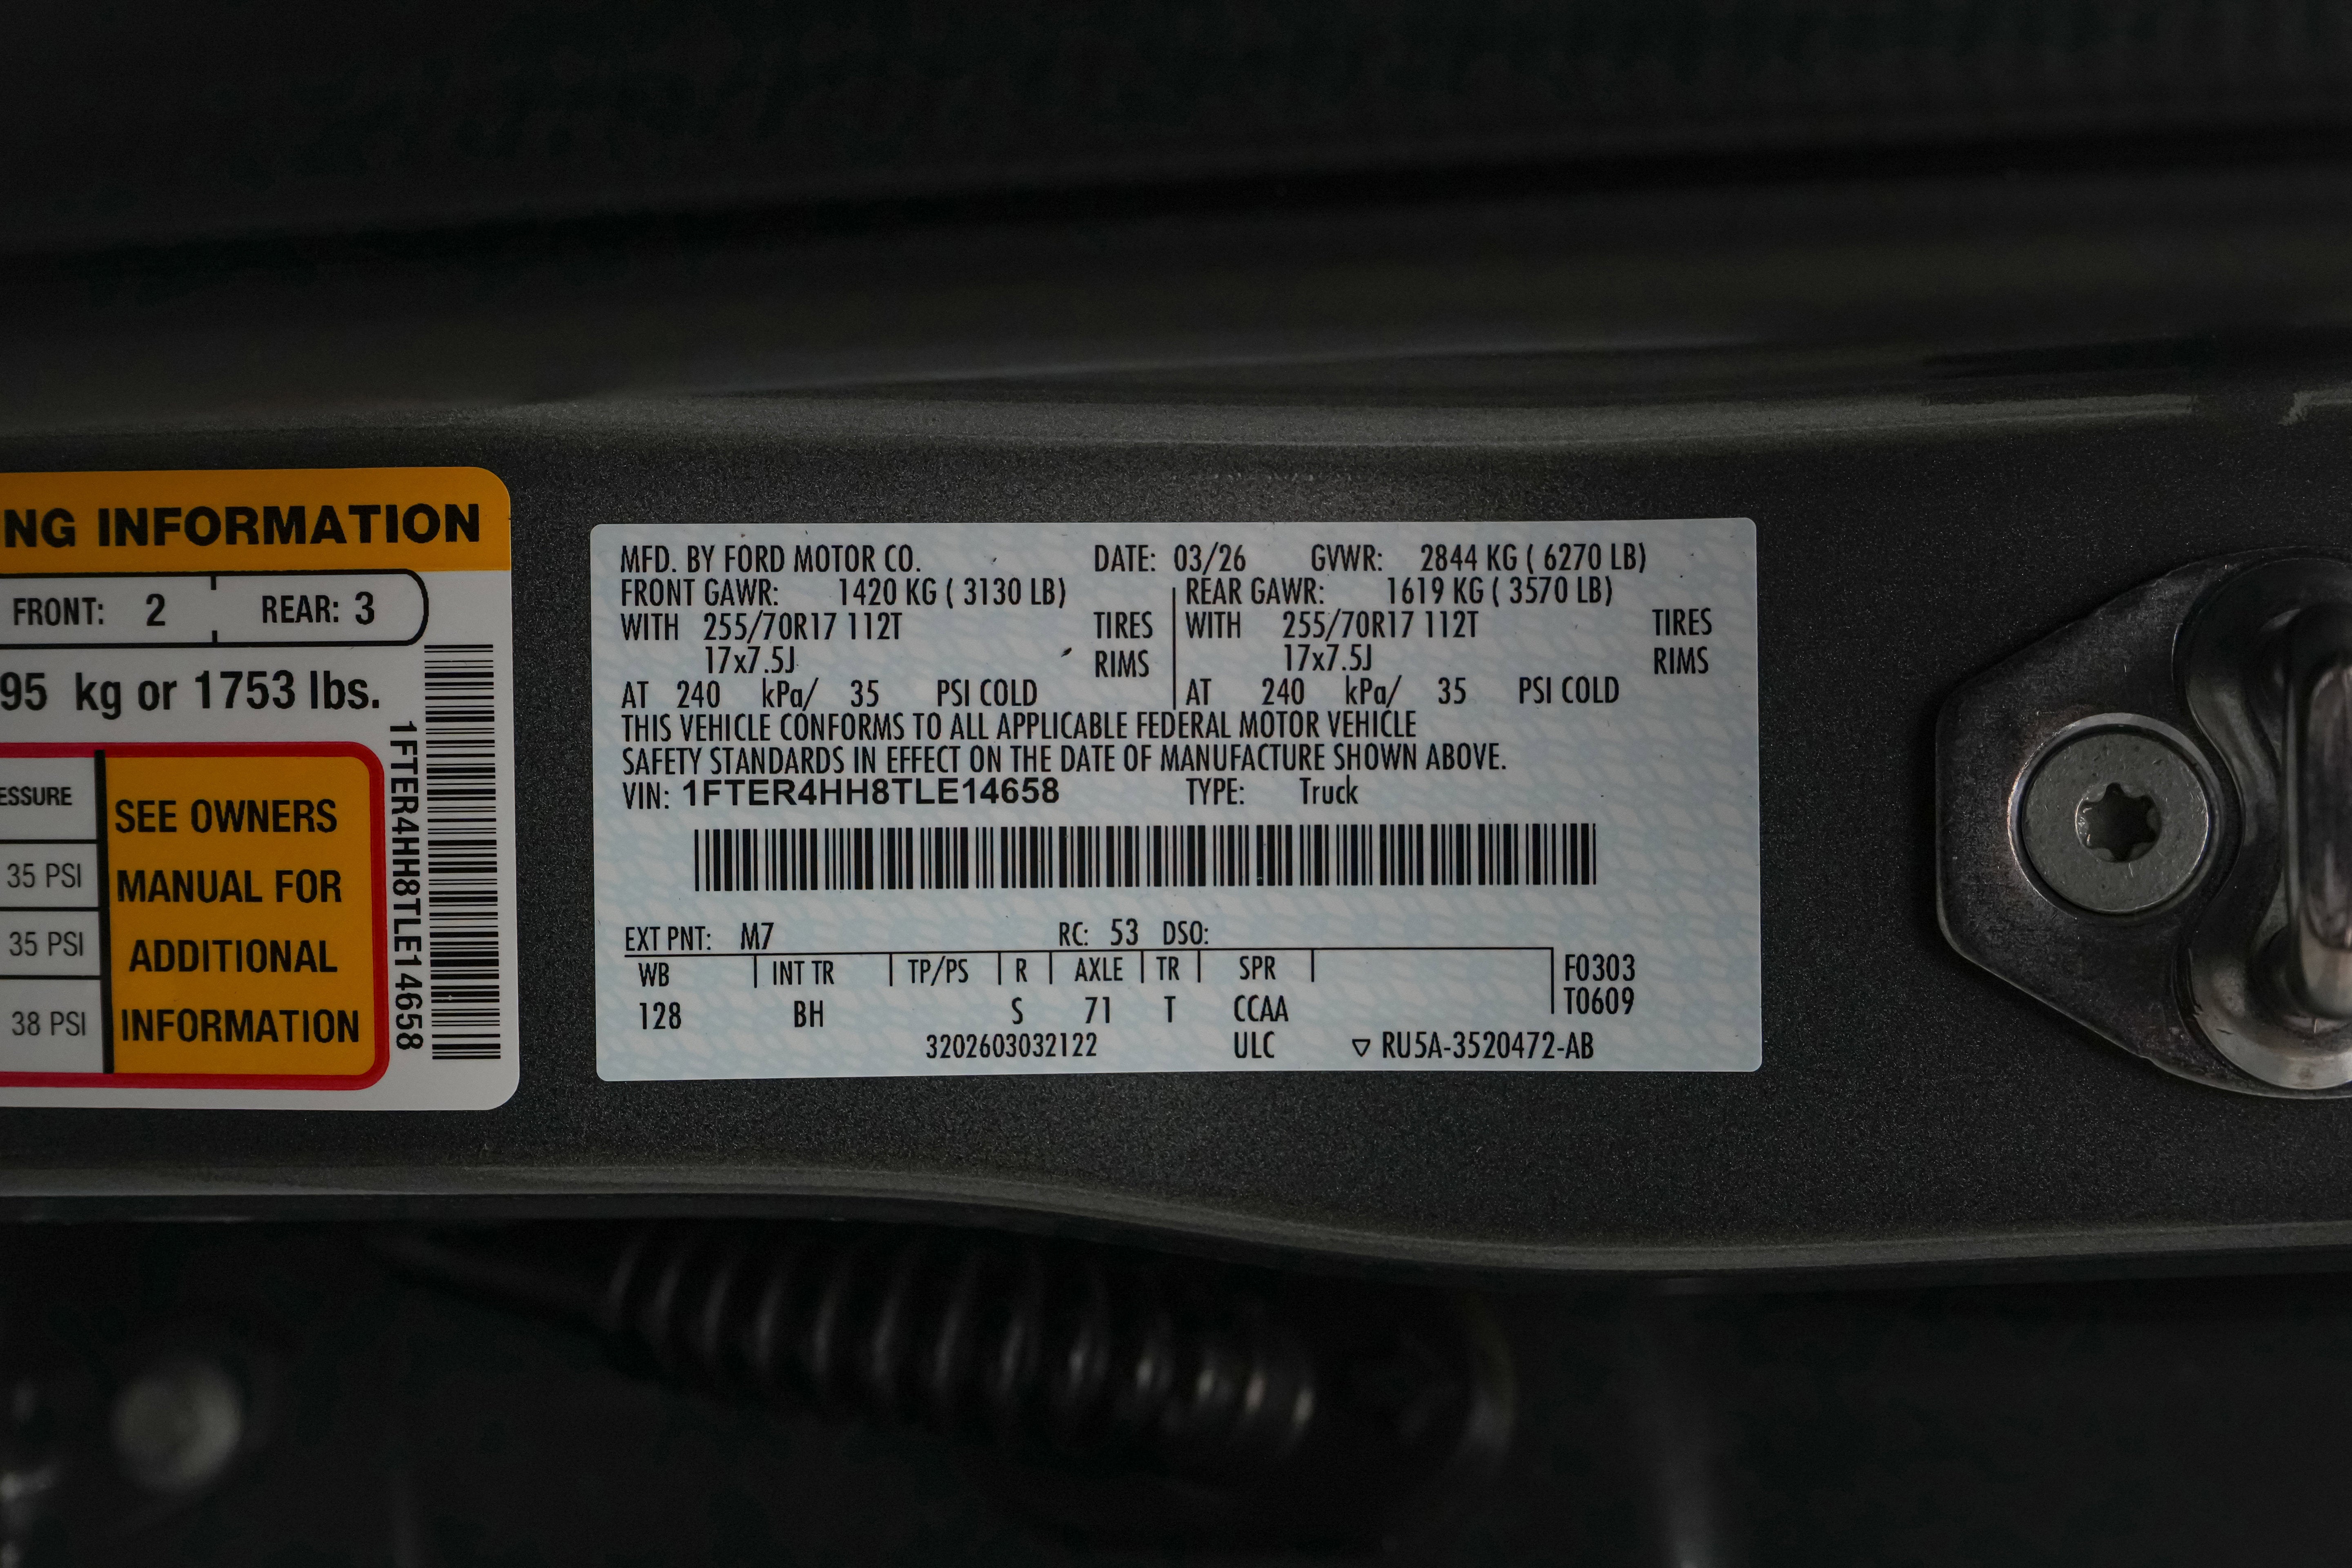 NG INFORMATION
FRONT: 2 REAR: 3
95 kg or 1753 lbs.
ESSURE
35 PSI
35 PSI
38 PSI
SEE OWNERS
MANUAL FOR
ADDITIONAL
INFORMATION
1FTER4HH8TLE14658
MFD. BY FORD MOTOR CO. DATE: 03/26 GVWR: 2844 KG ( 6270 LB)
FRONT GAWR: 1420 KG ( 3130 LB) REAR GAWR: 1619 KG ( 3570 LB)
WITH 255/70R17 112T TIRES WITH 255/70R17 112T TIRES
17x7.5J RIMS 17x7.5J RIMS
AT 240 kPa/ 35 PSI COLD AT 240 kPa/ 35 PSI COLD
THIS VEHICLE CONFORMS TO ALL APPLICABLE FEDERAL MOTOR VEHICLE
SAFETY STANDARDS IN EFFECT ON THE DATE OF MANUFACTURE SHOWN ABOVE.
VIN: 1FTER4HH8TLE14658 TYPE: Truck
EXT PNT: M7 RC: 53 DSO:
WB INT TR TP/PS R AXLE TR SPR F0303
128 BH S 71 T CCAA T0609
3202603032122 ULC ▽ RU5A-3520472-AB